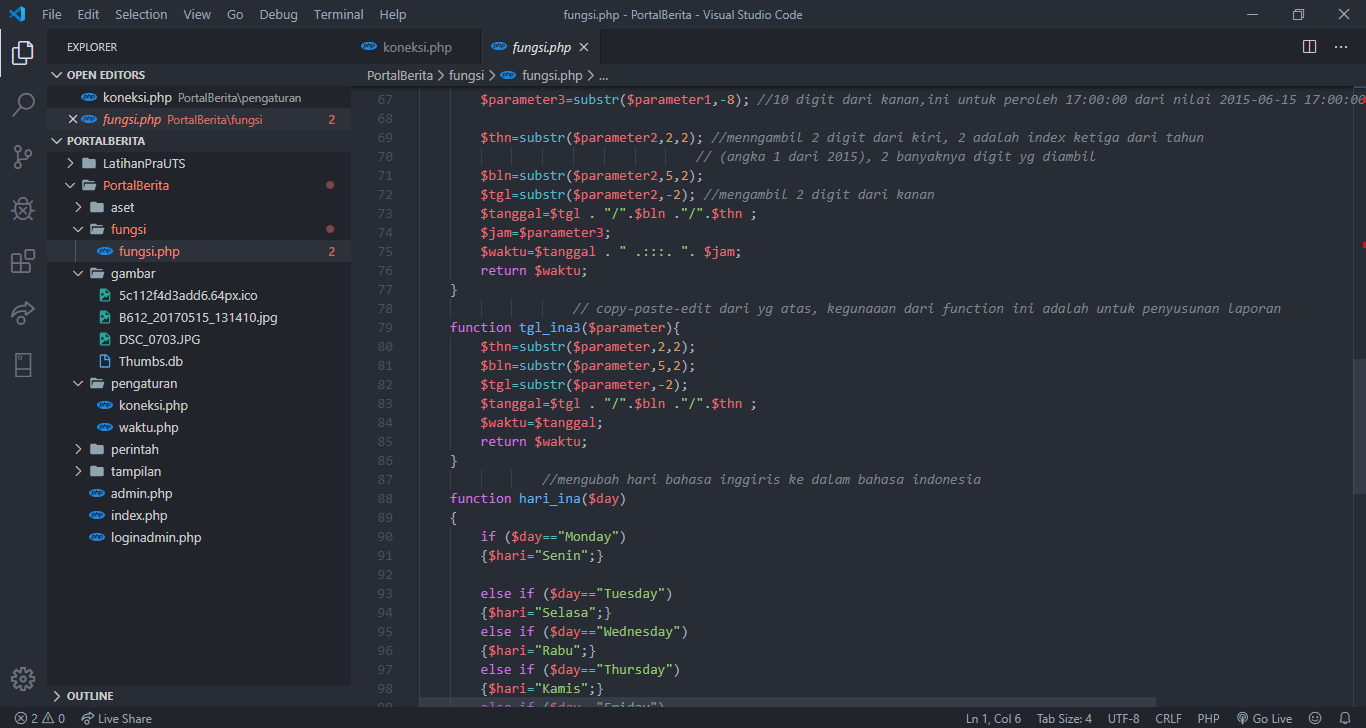 File Edit Selection View Go Debug Terminal Help
fungsi.php - PortalBerita - Visual Studio Code
EXPLORER
OPEN EDITORS
koneksi.php PortalBerita\pengaturan
fungsi.php PortalBerita\fungsi 2
PORTALBERITA
LatihanPraUTS
PortalBerita
aset
fungsi
fungsi.php 2
gambar
5c112f4d3add6.64px.ico
B612_20170515_131410.jpg
DSC_0703.JPG
Thumbs.db
pengaturan
koneksi.php
waktu.php
perintah
tampilan
admin.php
index.php
loginadmin.php
OUTLINE
koneksi.php
fungsi.php
PortalBerita > fungsi > fungsi.php > ...
67 $parameter3=substr($parameter1,-8); //10 digit dari kanan,ini untuk peroleh 17:00:00 dari nilai 2015-06-15 17:00:00
68
69 $thn=substr($parameter2,2,2); //menngambil 2 digit dari kiri, 2 adalah index ketiga dari tahun
70 // (angka 1 dari 2015), 2 banyaknya digit yg diambil
71 $bln=substr($parameter2,5,2);
72 $tgl=substr($parameter2,-2); //mengambil 2 digit dari kanan
73 $tanggal=$tgl . "/".$bln ."/".$thn ;
74 $jam=$parameter3;
75 $waktu=$tanggal . " .:::. ". $jam;
76 return $waktu;
77 }
78 // copy-paste-edit dari yg atas, kegunaaan dari function ini adalah untuk penyusunan laporan
79 function tgl_ina3($parameter){
80 $thn=substr($parameter,2,2);
81 $bln=substr($parameter,5,2);
82 $tgl=substr($parameter,-2);
83 $tanggal=$tgl . "/".$bln ."/".$thn ;
84 $waktu=$tanggal;
85 return $waktu;
86 }
87 //mengubah hari bahasa inggiris ke dalam bahasa indonesia
88 function hari_ina($day)
89 {
90 if ($day=="Monday")
91 {$hari="Senin";}
92
93 else if ($day=="Tuesday")
94 {$hari="Selasa";}
95 else if ($day=="Wednesday")
96 {$hari="Rabu";}
97 else if ($day=="Thursday")
98 {$hari="Kamis";}
99 else if ($day=="Friday")
2 0 Live Share
Ln 1, Col 6 Tab Size: 4 UTF-8 CRLF PHP Go Live